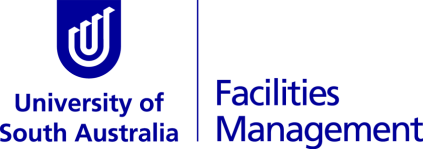 University of
South Australia
Facilities
Management